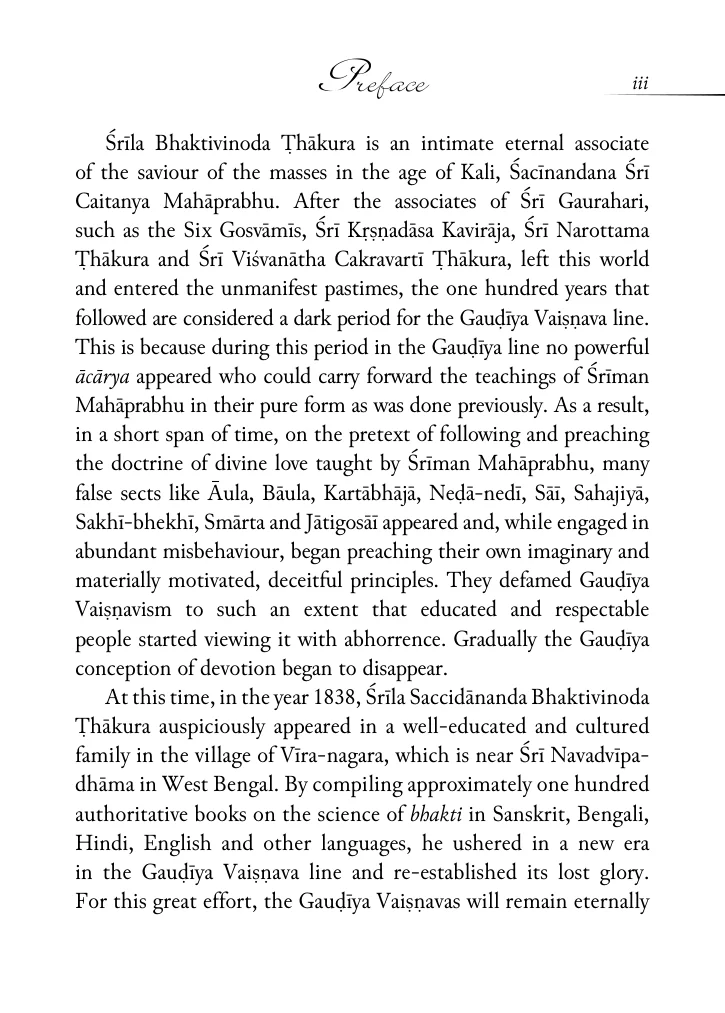 Preface
iii
Śrīla Bhaktivinoda Ṭhākura is an intimate eternal associate
of the saviour of the masses in the age of Kali, Śacīnandana Śrī
Caitanya Mahāprabhu. After the associates of Śrī Gaurahari,
such as the Six Gosvāmīs, Śrī Kṛṣṇadāsa Kavirāja, Śrī Narottama
Ṭhākura and Śrī Viśvanātha Cakravartī Ṭhākura, left this world
and entered the unmanifest pastimes, the one hundred years that
followed are considered a dark period for the Gauḍīya Vaiṣṇava line.
This is because during this period in the Gauḍīya line no powerful
ācārya appeared who could carry forward the teachings of Śrīman
Mahāprabhu in their pure form as was done previously. As a result,
in a short span of time, on the pretext of following and preaching
the doctrine of divine love taught by Śrīman Mahāprabhu, many
false sects like Āula, Bāula, Kartābhājā, Neḍā-nedī, Sāī, Sahajiyā,
Sakhī-bhekhī, Smārta and Jātigosāī appeared and, while engaged in
abundant misbehaviour, began preaching their own imaginary and
materially motivated, deceitful principles. They defamed Gauḍīya
Vaiṣṇavism to such an extent that educated and respectable
people started viewing it with abhorrence. Gradually the Gauḍīya
conception of devotion began to disappear.
At this time, in the year 1838, Śrīla Saccidānanda Bhaktivinoda
Ṭhākura auspiciously appeared in a well-educated and cultured
family in the village of Vīra-nagara, which is near Śrī Navadvīpa-
dhāma in West Bengal. By compiling approximately one hundred
authoritative books on the science of bhakti in Sanskrit, Bengali,
Hindi, English and other languages, he ushered in a new era
in the Gauḍīya Vaiṣṇava line and re-established its lost glory.
For this great effort, the Gauḍīya Vaiṣṇavas will remain eternally